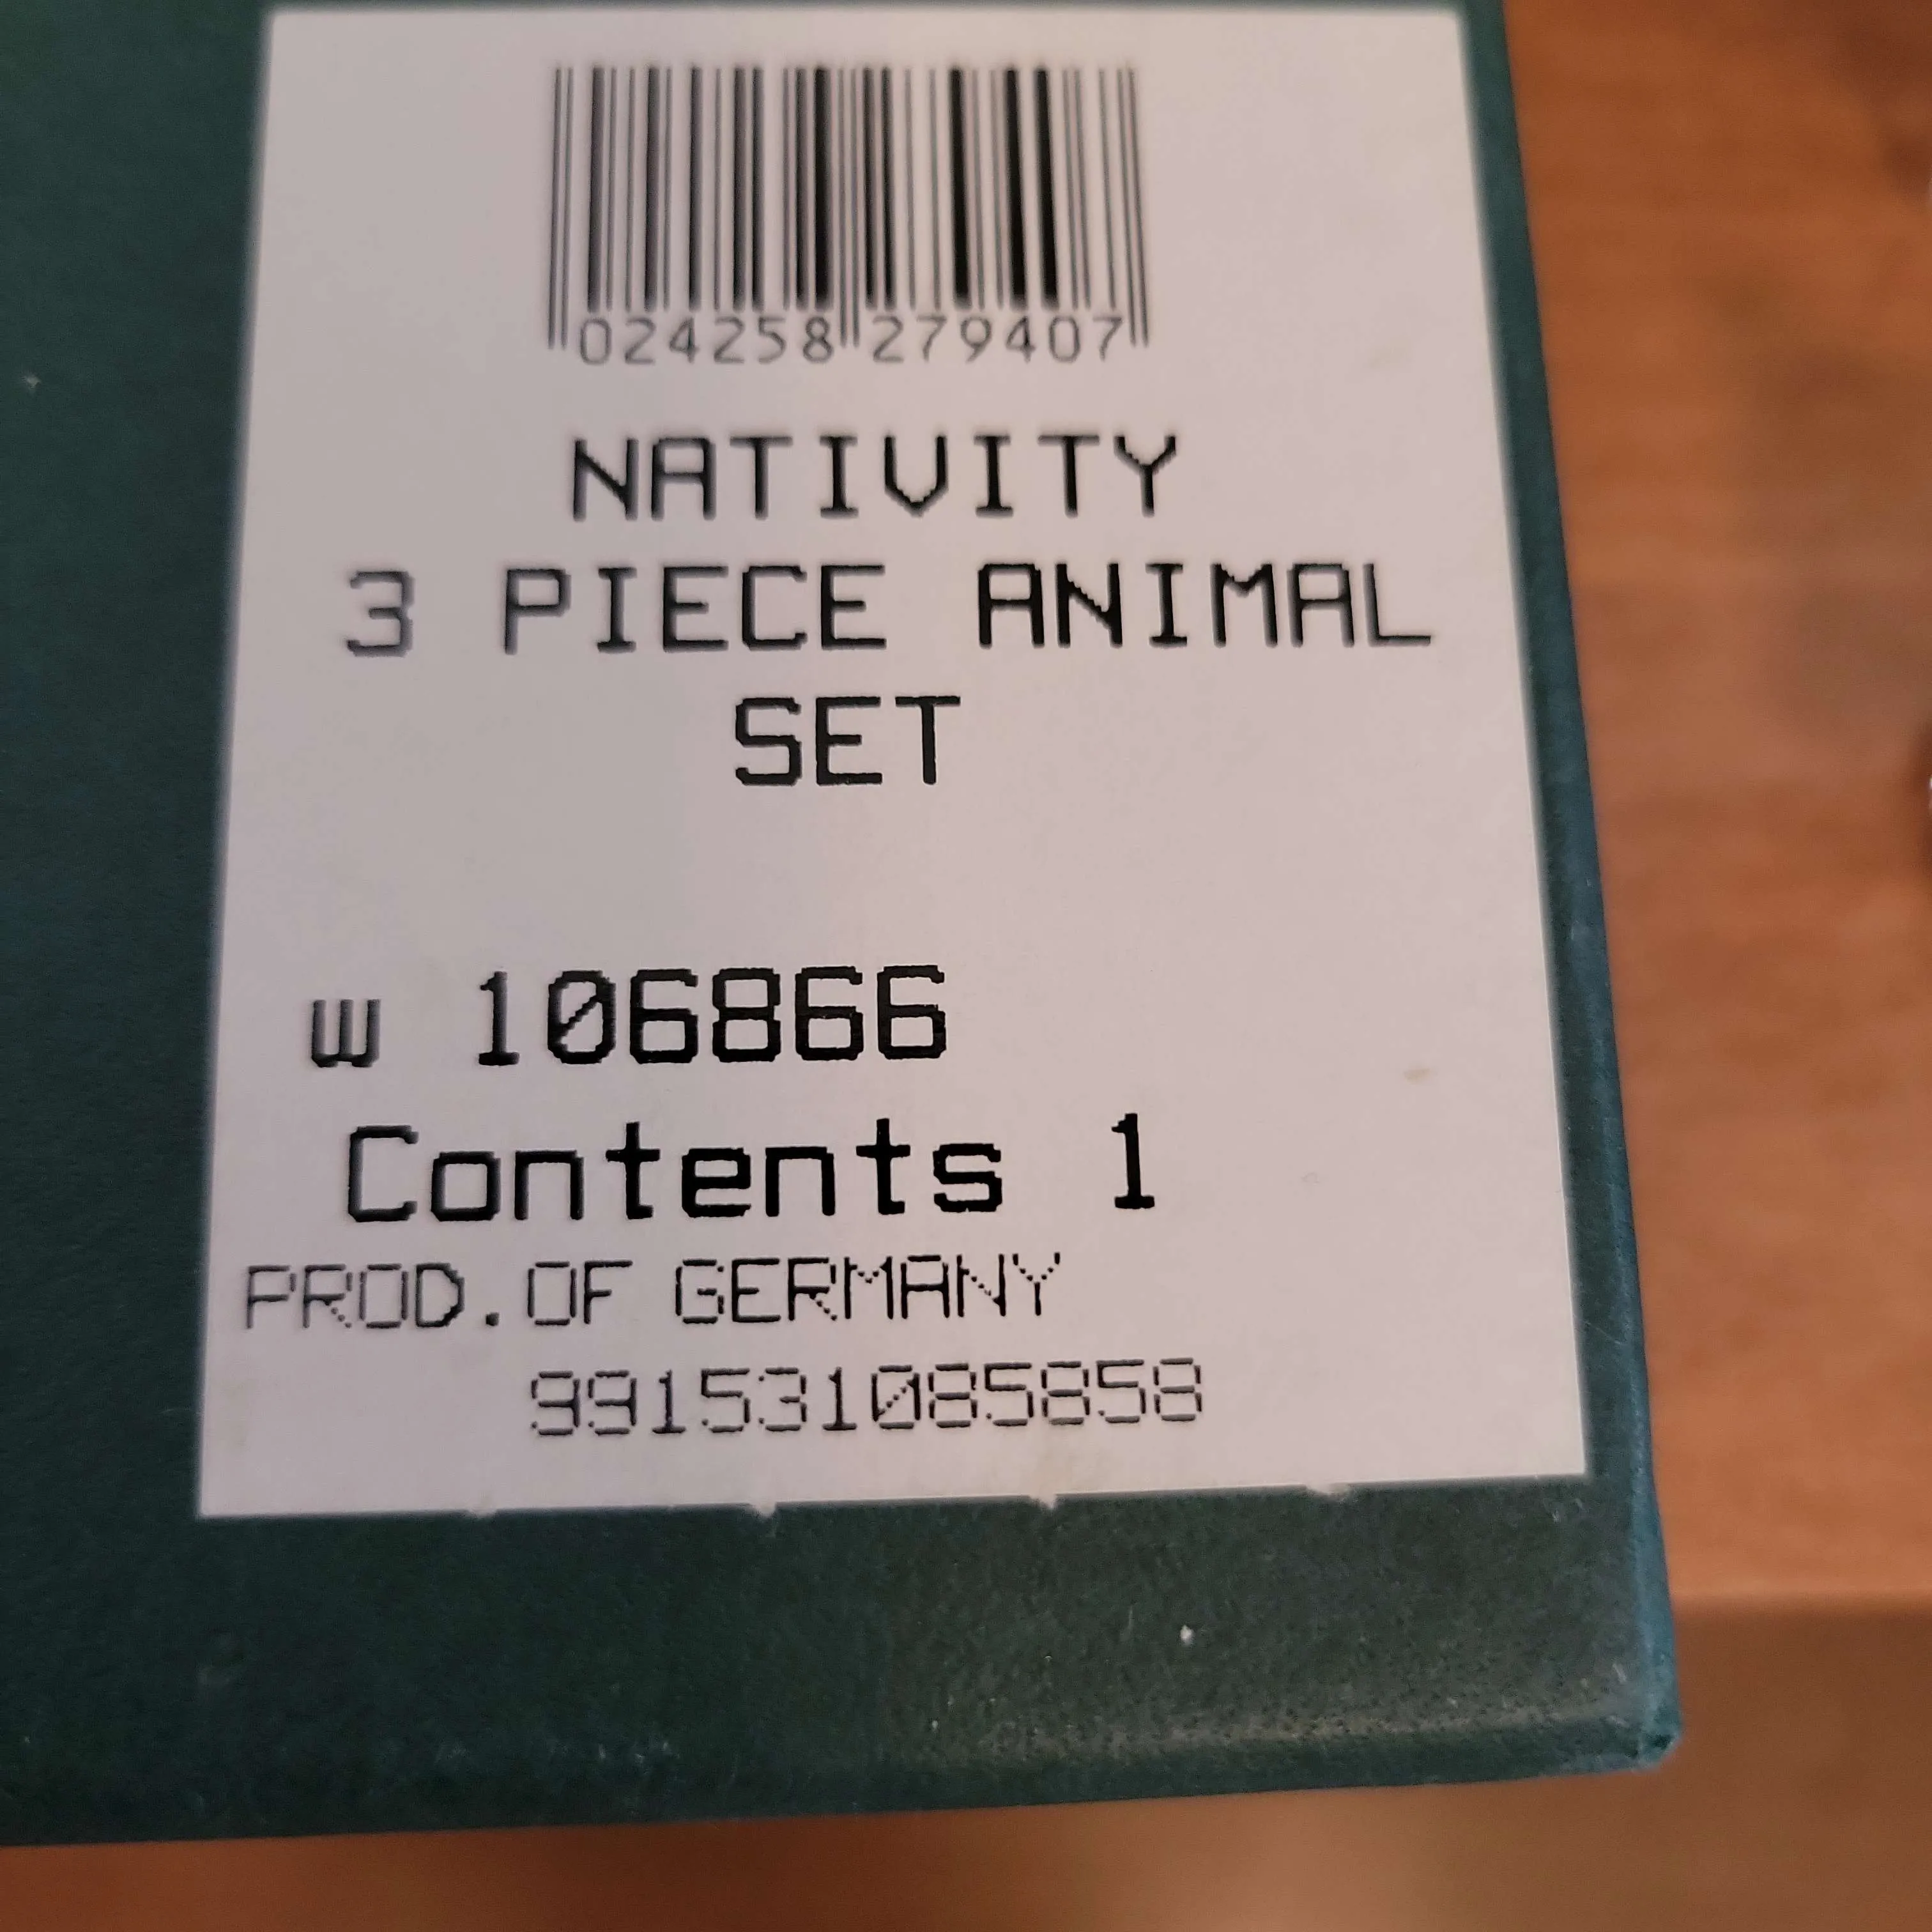 024258 279407
NATIVITY
3 PIECE ANIMAL
SET
w 106866
Contents 1
PROD.OF GERMANY
991531085858